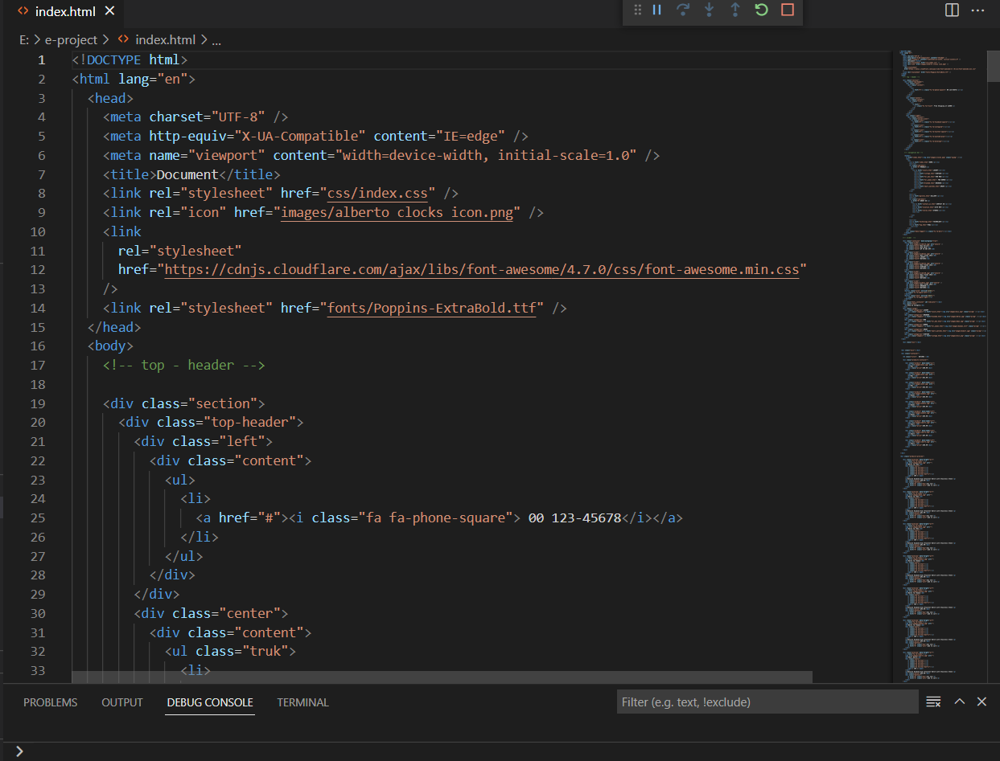 index.html
E: > e-project > index.html > ...
1 <!DOCTYPE html>
2 <html lang="en">
3 <head>
4 <meta charset="UTF-8" />
5 <meta http-equiv="X-UA-Compatible" content="IE=edge" />
6 <meta name="viewport" content="width=device-width, initial-scale=1.0" />
7 <title>Document</title>
8 <link rel="stylesheet" href="css/index.css" />
9 <link rel="icon" href="images/alberto clocks icon.png" />
10 <link
11 rel="stylesheet"
12 href="https://cdnjs.cloudflare.com/ajax/libs/font-awesome/4.7.0/css/font-awesome.min.css"
13 />
14 <link rel="stylesheet" href="fonts/Poppins-ExtraBold.ttf" />
15 </head>
16 <body>
17 <!-- top - header -->
18
19 <div class="section">
20 <div class="top-header">
21 <div class="left">
22 <div class="content">
23 <ul>
24 <li>
25 <a href="#"><i class="fa fa-phone-square"> 00 123-45678</i></a>
26 </li>
27 </ul>
28 </div>
29 </div>
30 <div class="center">
31 <div class="content">
32 <ul class="truk">
33 <li>
PROBLEMS OUTPUT DEBUG CONSOLE TERMINAL Filter (e.g. text, !exclude)